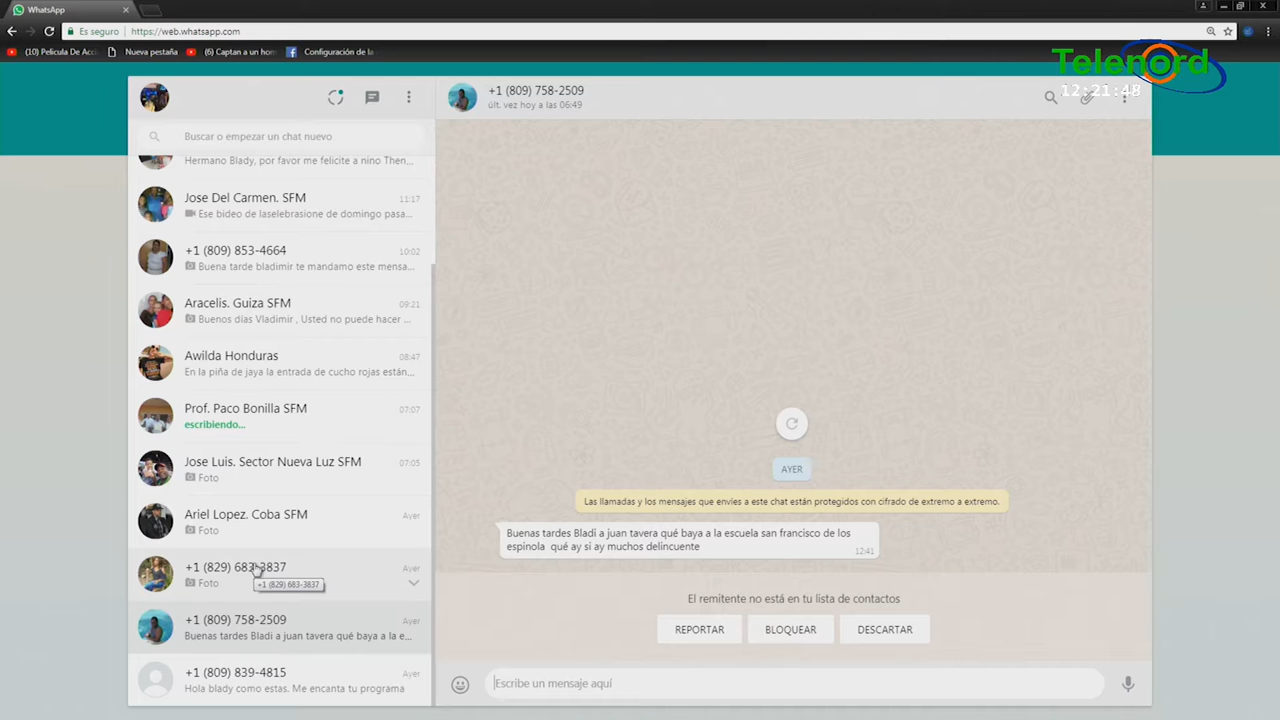 WhatsApp
Es seguro https://web.whatsapp.com
(10) Pelicula De Acci Nueva pestaña (6) Captan a un hom Configuración de la
Telenord
12:21:48
+1 (809) 758-2509
últ. vez hoy a las 06:49
Buscar o empezar un chat nuevo
Hermano Blady, por favor me felicite a nino Then...
Jose Del Carmen. SFM 11:17
Ese bideo de laselebrasione de domingo pasa...
+1 (809) 853-4664 10:02
Buena tarde bladimir te mandamo este mensa...
Aracelis. Guiza SFM 09:21
Buenos días Vladimir , Usted no puede hacer ...
Awilda Honduras 08:47
En la piña de jaya la entrada de cucho rojas están...
Prof. Paco Bonilla SFM 07:07
escribiendo...
Jose Luis. Sector Nueva Luz SFM 07:05
Foto
Ariel Lopez. Coba SFM Ayer
Foto
+1 (829) 683-3837 Ayer
Foto
+1 (829) 683-3837
+1 (809) 758-2509 Ayer
Buenas tardes Bladi a juan tavera qué baya a la e...
+1 (809) 839-4815 Ayer
Hola blady como estas. Me encanta tu programa
AYER
Las llamadas y los mensajes que envíes a este chat están protegidos con cifrado de extremo a extremo.
Buenas tardes Bladi a juan tavera qué baya a la escuela san francisco de los
espinola qué ay si ay muchos delincuente
12:41
El remitente no está en tu lista de contactos
REPORTAR BLOQUEAR DESCARTAR
Escribe un mensaje aquí